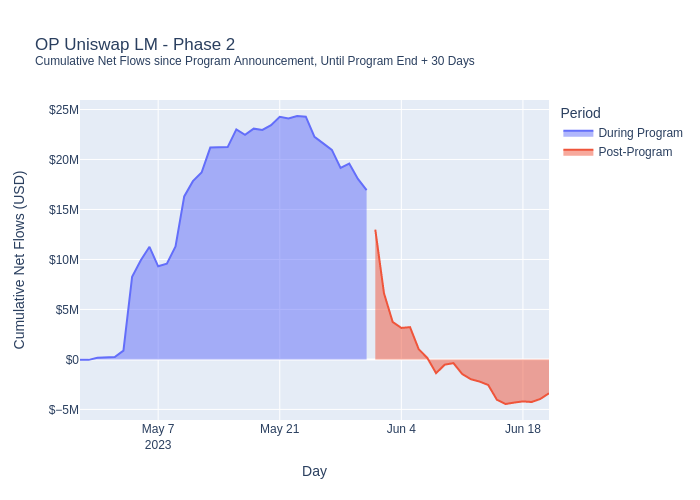 OP Uniswap LM - Phase 2
Cumulative Net Flows since Program Announcement, Until Program End + 30 Days
Period
During Program
Post-Program
Cumulative Net Flows (USD)
$25M
$20M
$15M
$10M
$5M
$0
$−5M
May 7
2023
May 21
Jun 4
Jun 18
Day